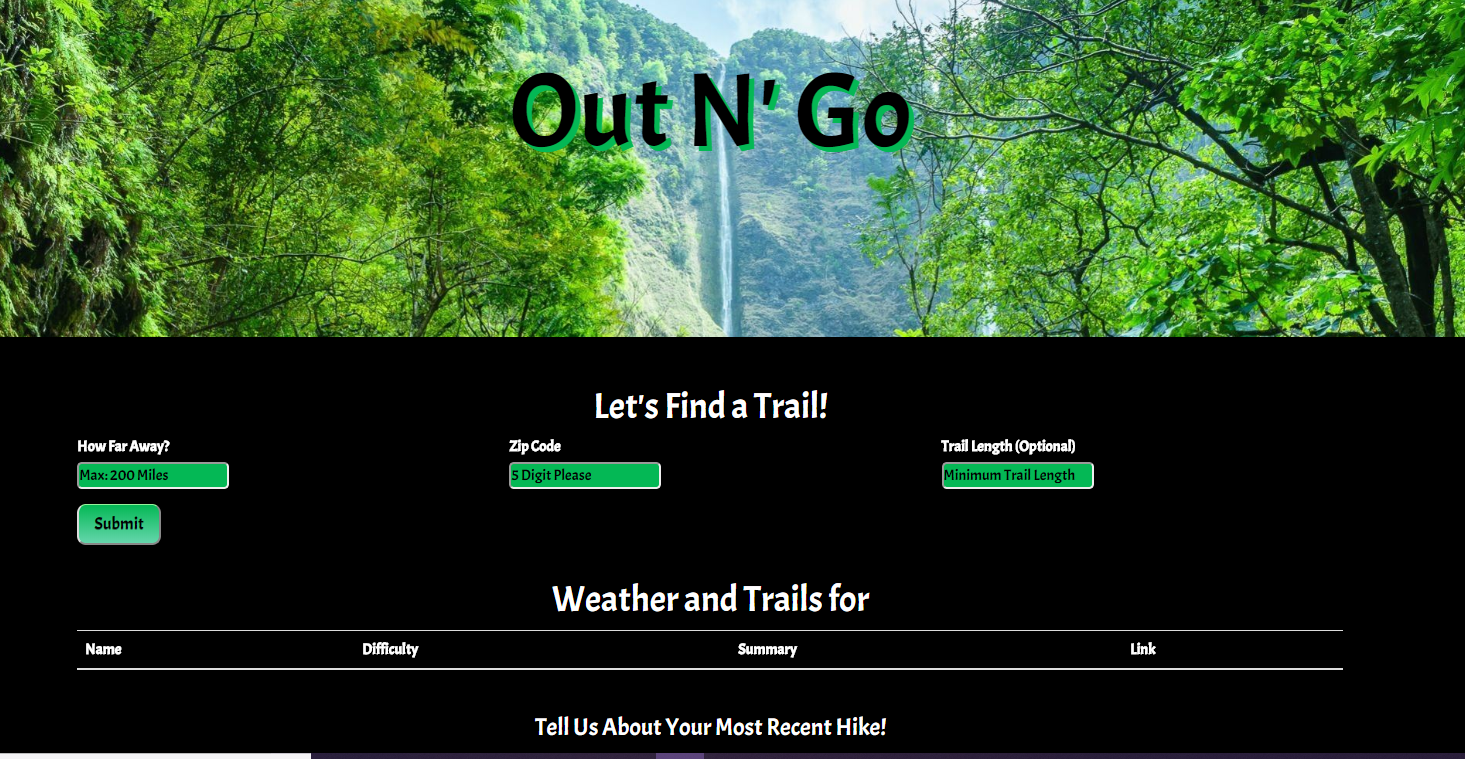 Out N' Go
Let's Find a Trail!
How Far Away? Zip Code Trail Length (Optional)
Max: 200 Miles 5 Digit Please Minimum Trail Length
Submit
Weather and Trails for
Name Difficulty Summary Link
Tell Us About Your Most Recent Hike!